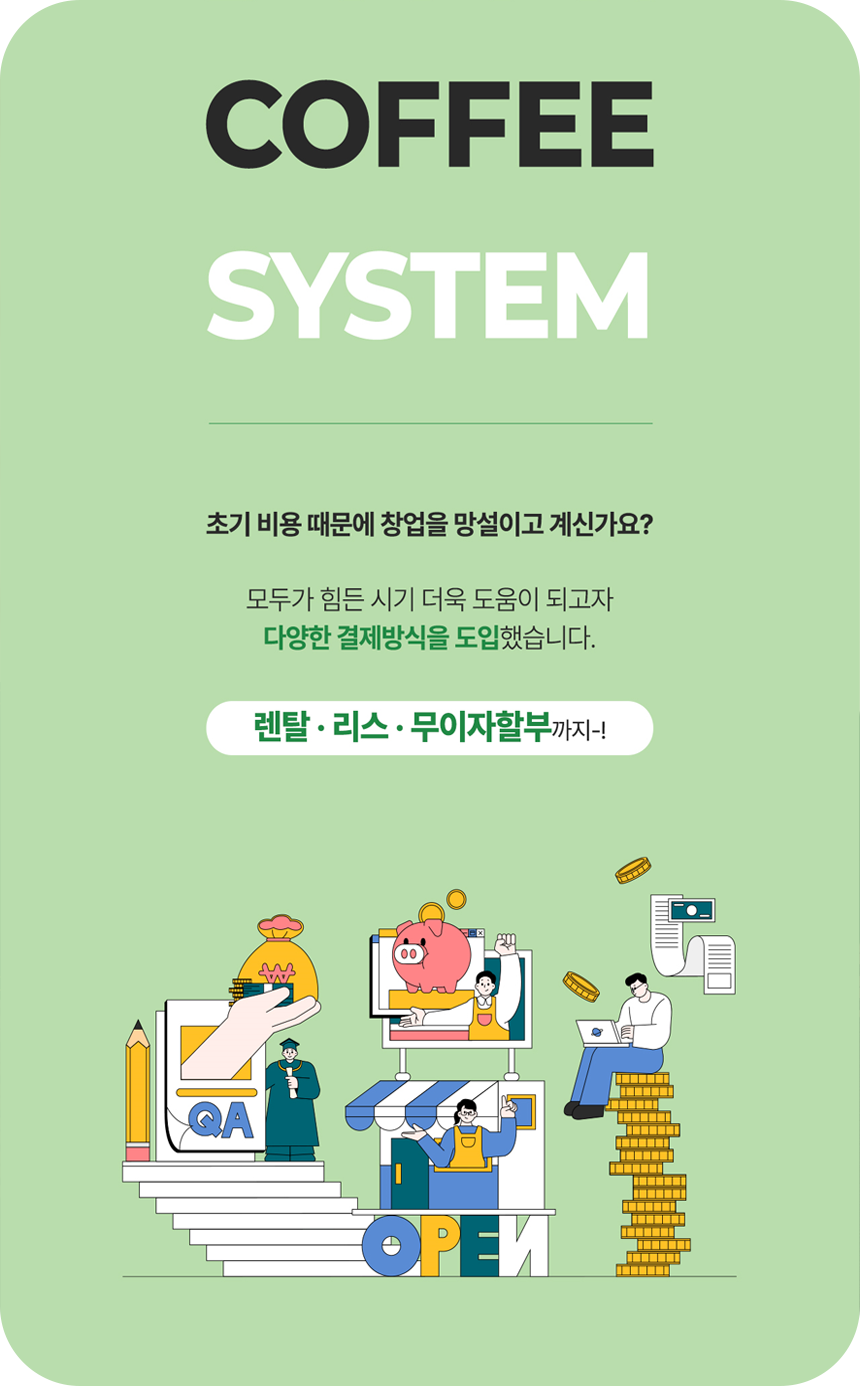 COFFEE
SYSTEM
초기 비용 때문에 창업을 망설이고 계신가요?
모두가 힘든 시기 더욱 도움이 되고자
다양한 결제방식을 도입했습니다.
렌탈 · 리스 · 무이자할부까지-!
₩
QA
OPEN